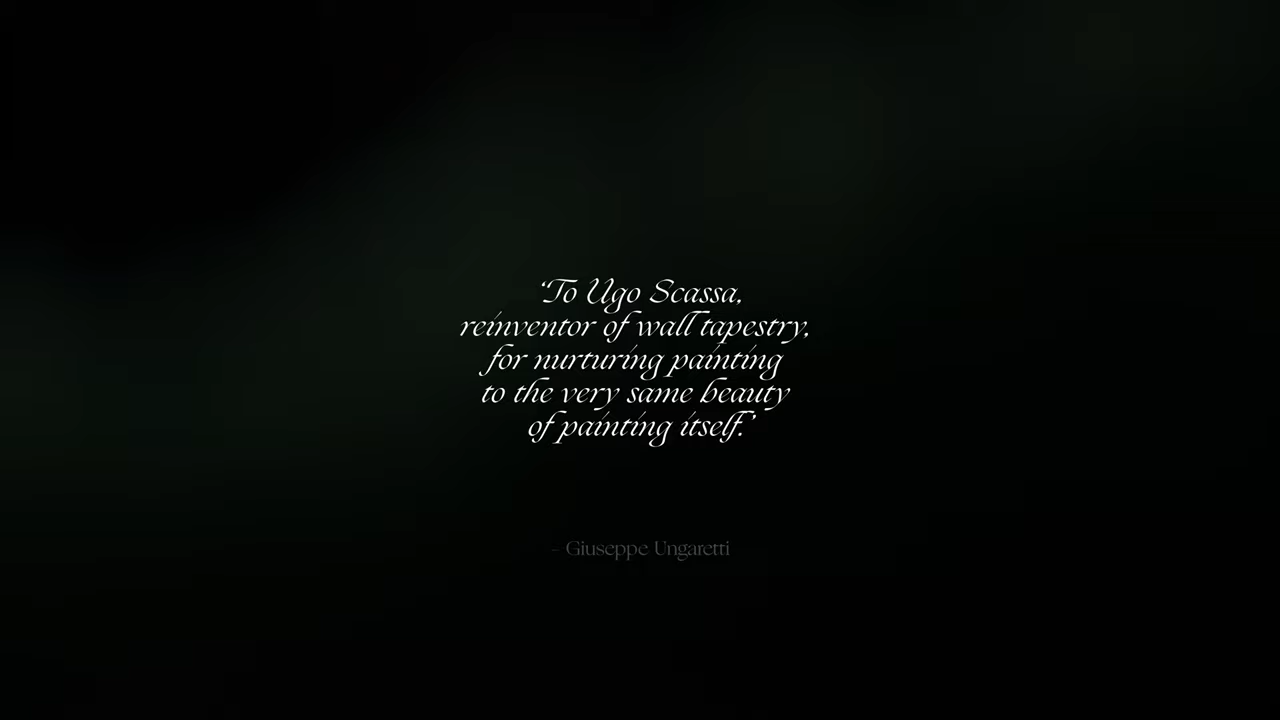 “To Ugo Scassa,
reinventor of wall tapestry,
for nurturing painting
to the very same beauty
of painting itself.”
– Giuseppe Ungaretti